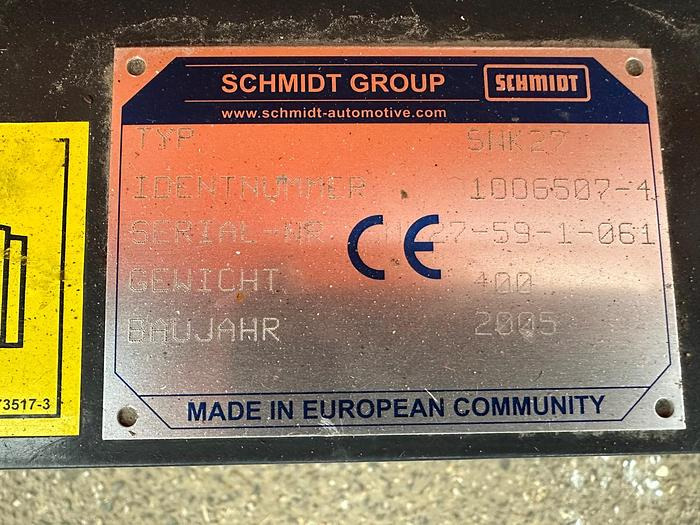 SCHMIDT GROUP SCHMIDT
www.schmidt-automotive.com
TYP SNK27
IDENTNUMMER 1006507-4
SERIAL-NR 27-59-1-061
CE
GEWICHT 400
BAUJAHR 2005
MADE IN EUROPEAN COMMUNITY
73517-3